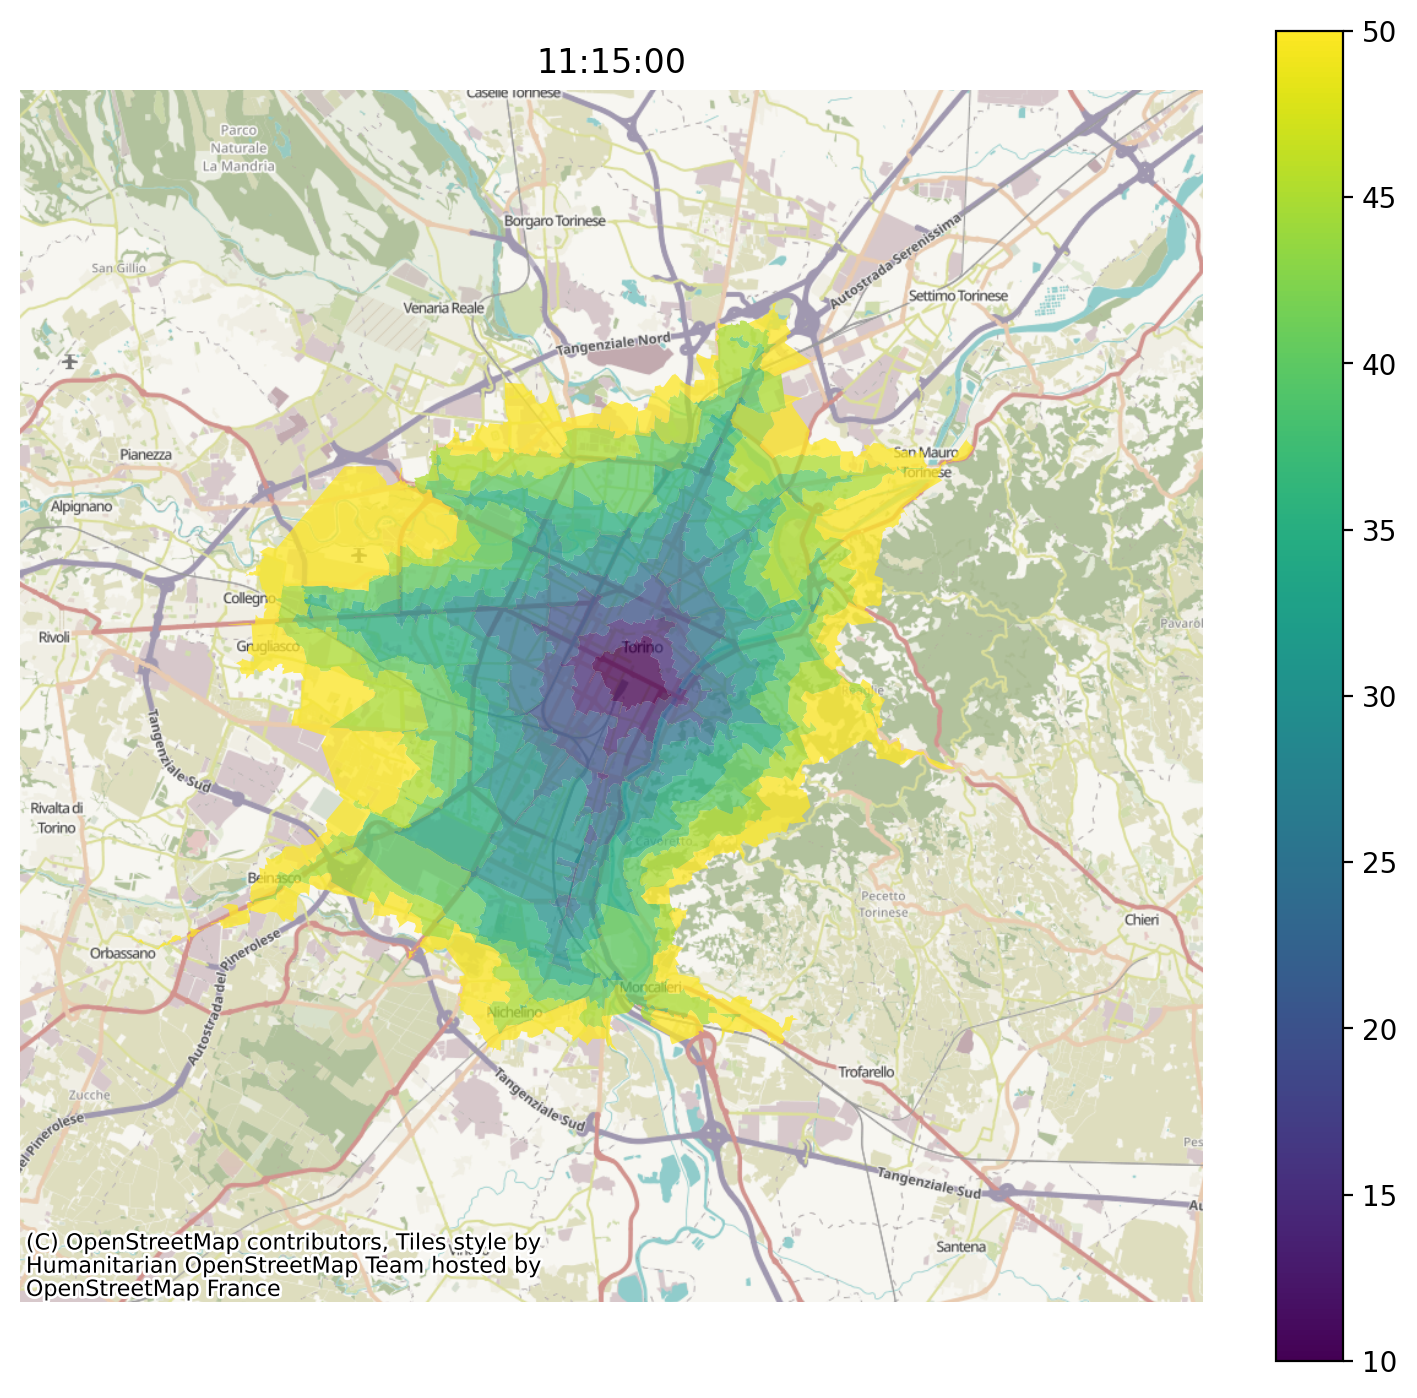 11:15:00
50
Caselle Torinese
Parco
Naturale
La Mandria
45
Borgaro Torinese
Autostrada Serenissima
San Gillio
Settimo Torinese
Venaria Reale
Tangenziale Nord
40
Pianezza
San Mauro
Torinese
Alpignano
35
Collegno
Rivoli
Grugliasco
Torino
30
Tangenziale Sud
Rivalta di
Torino
Cavoretto
25
Beinasco
Pecetto
Torinese
Chieri
Orbassano
Autostrada del Pinerolese
Moncalieri
Nichelino
20
Trofarello
Zucche
Tangenziale Sud
Tangenziale Sud
15
Santena
(C) OpenStreetMap contributors, Tiles style by
Humanitarian OpenStreetMap Team hosted by
OpenStreetMap France
10